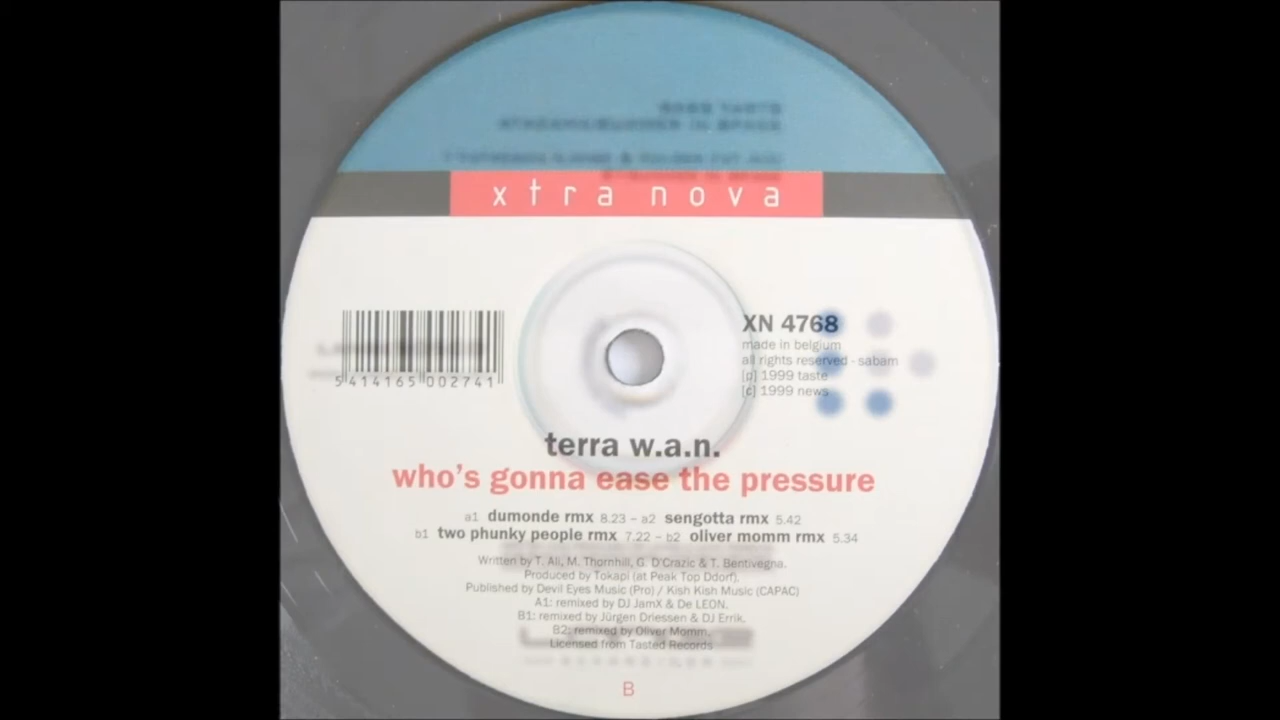 xtra nova
XN 4768
made in belgium
all rights reserved - sabam
[p] 1999 taste
[c] 1999 news
5 414165 002741
terra w.a.n.
who's gonna ease the pressure
a1 dumonde rmx 8.23 – a2 sengotta rmx 5.42
b1 two phunky people rmx 7.22 – b2 oliver momm rmx 5.34
Written by T. Ali, M. Thornhill, G. D'Crazic & T. Bentivegna.
Produced by Tokapi (at Peak Top Ddorf).
Published by Devil Eyes Music (Pro) / Kish Kish Music (CAPAC)
A1: remixed by DJ JamX & De LEON.
B1: remixed by Jürgen Driessen & DJ Errik.
B2: remixed by Oliver Momm.
Licensed from Tasted Records
B